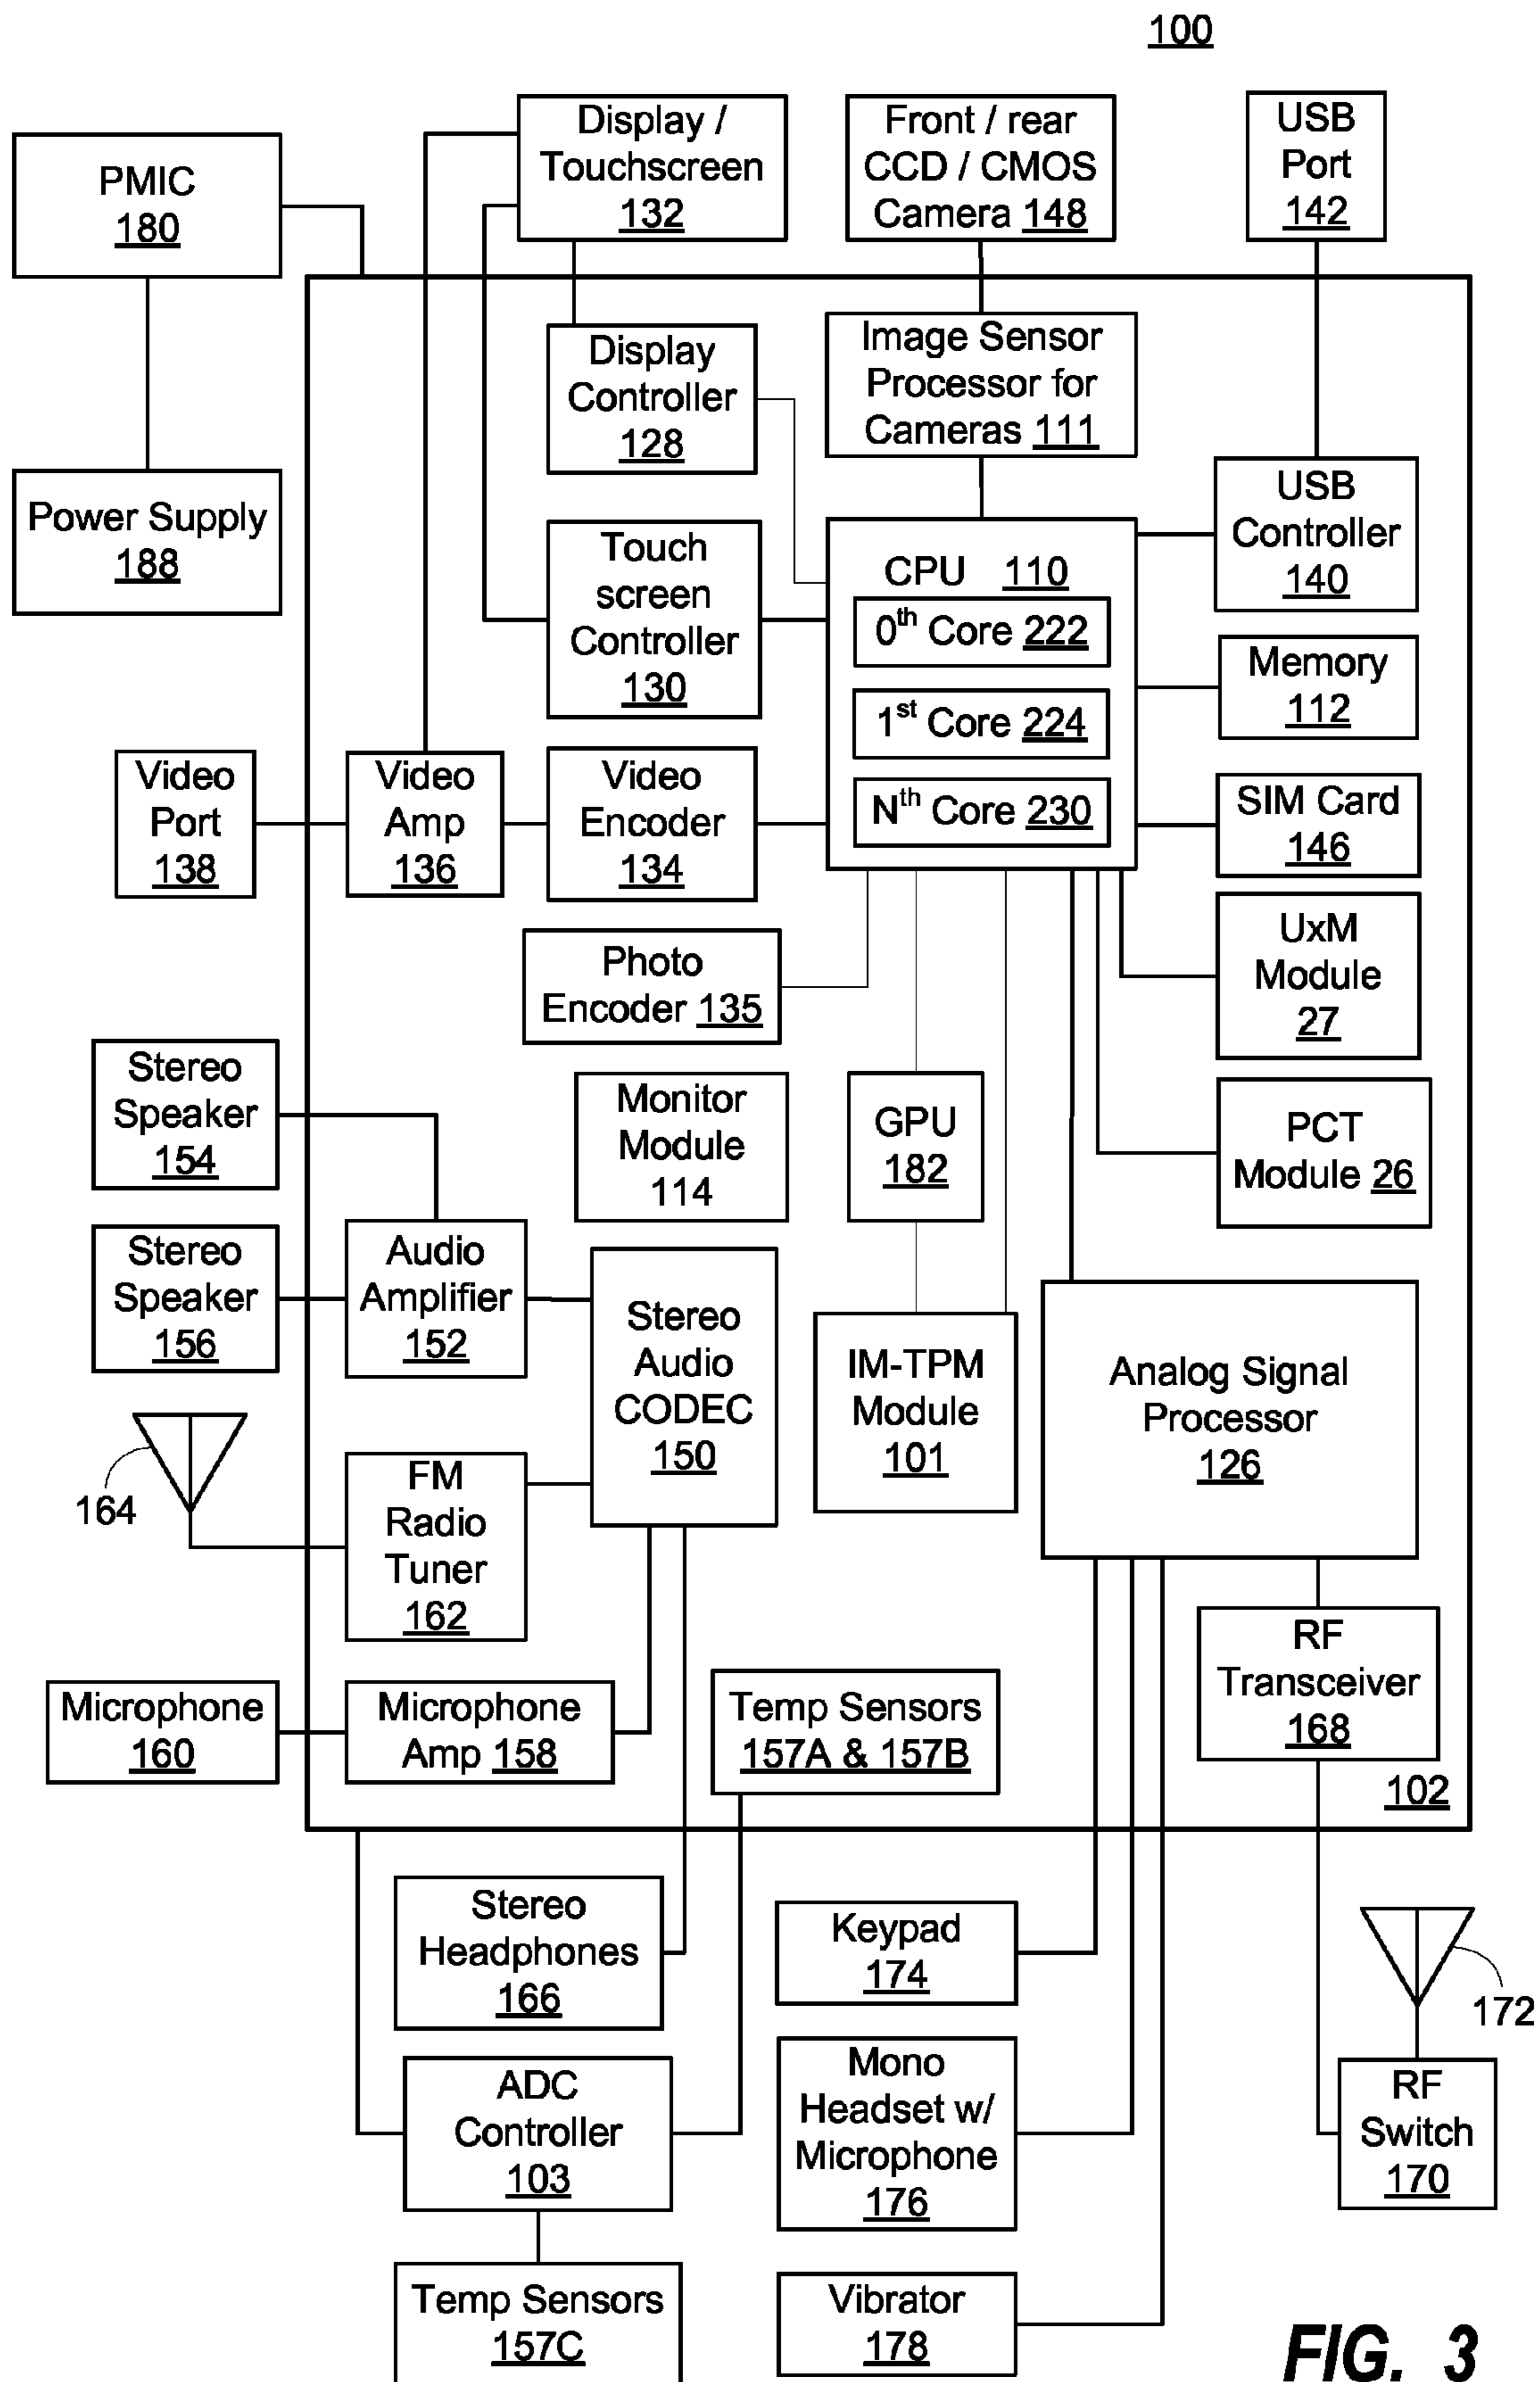 100
PMIC
180
Display /
Touchscreen
132
Front / rear
CCD / CMOS
Camera 148
USB
Port
142
Display
Controller
128
Image Sensor
Processor for
Cameras 111
USB
Controller
140
Power Supply
188
Touch
screen
Controller
130
CPU 110
0th Core 222
1st Core 224
Nth Core 230
Memory
112
SIM Card
146
Video
Port
138
Video
Amp
136
Video
Encoder
134
UxM
Module
27
Photo
Encoder 135
Stereo
Speaker
154
Monitor
Module
114
GPU
182
PCT
Module 26
Stereo
Speaker
156
Audio
Amplifier
152
Stereo
Audio
CODEC
150
IM-TPM
Module
101
Analog Signal
Processor
126
164
FM
Radio
Tuner
162
RF
Transceiver
168
Microphone
160
Microphone
Amp 158
Temp Sensors
157A & 157B
102
Stereo
Headphones
166
Keypad
174
172
ADC
Controller
103
Mono
Headset w/
Microphone
176
RF
Switch
170
Temp Sensors
157C
Vibrator
178
FIG. 3